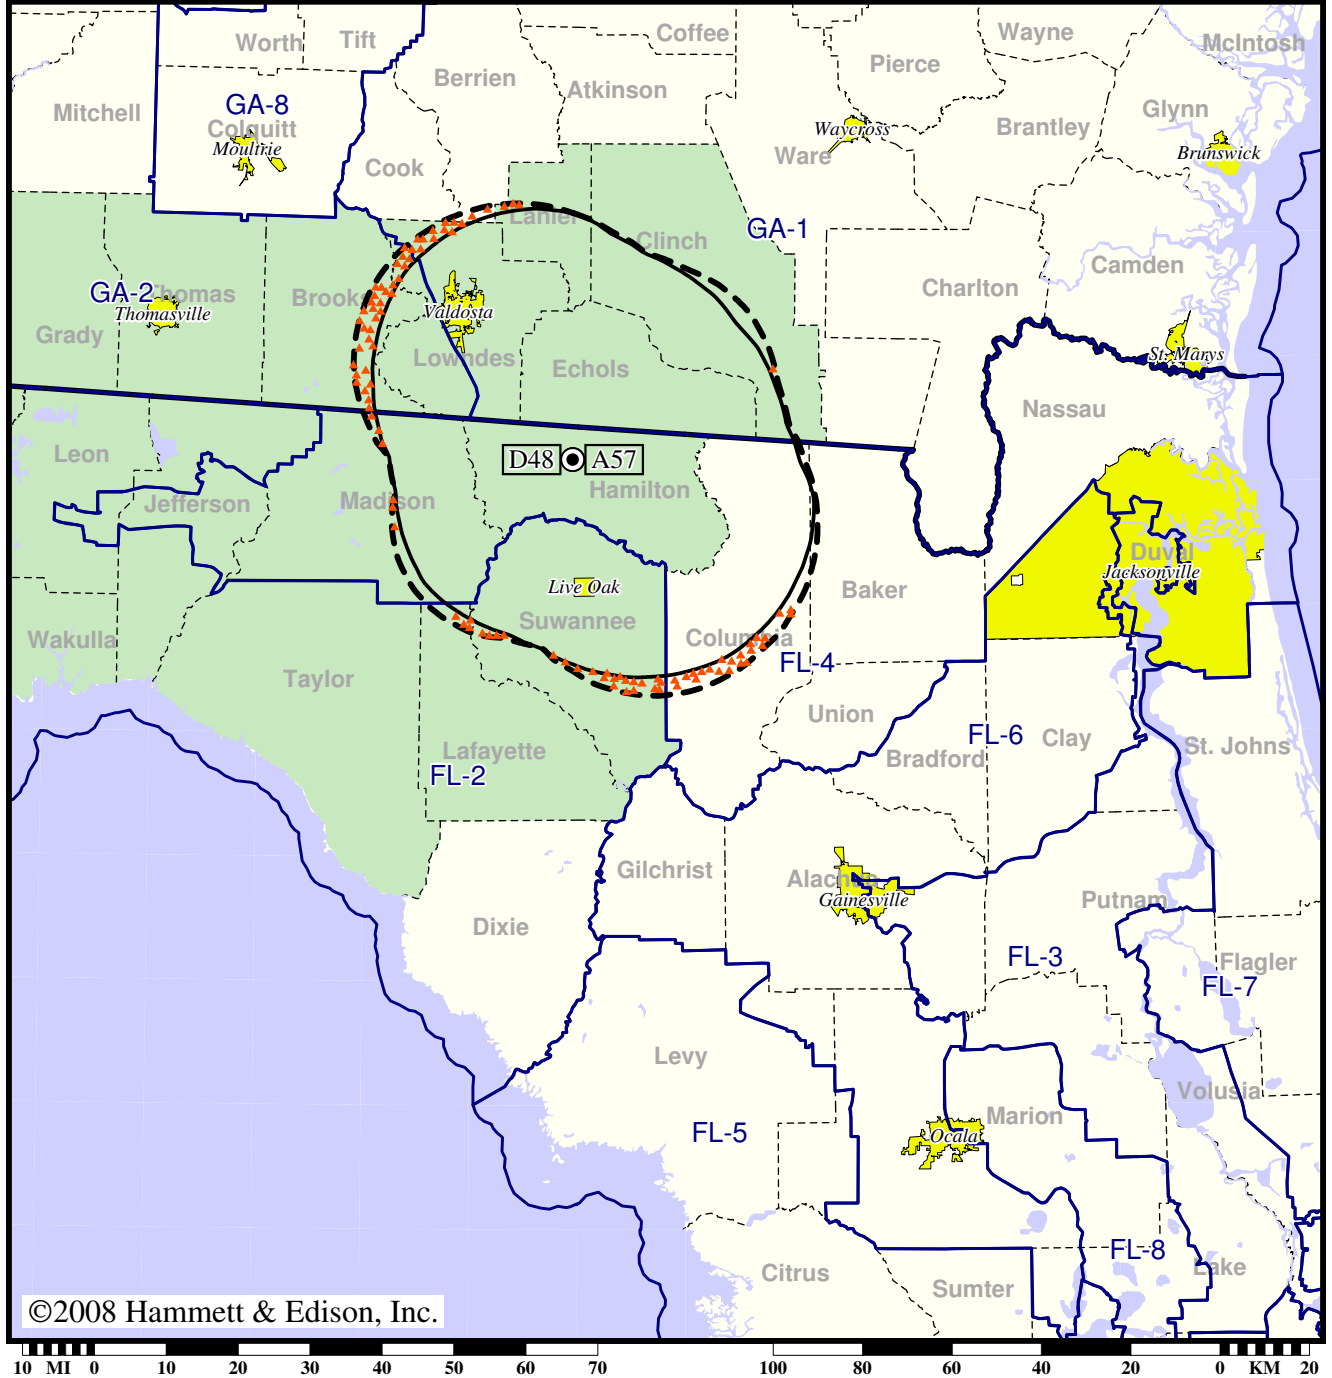 Worth
Tift
Coffee
Wayne
McIntosh
Mitchell
Berrien
Atkinson
Pierce
Glynn
GA-8
Colquitt
Moultrie
Cook
Waycross
Ware
Brantley
Brunswick
Lanier
Clinch
GA-1
Camden
GA-2
Thomas
Thomasville
Brooks
Valdosta
Charlton
Grady
Lowndes
Echols
St. Marys
Nassau
Leon
D48
A57
Jefferson
Madison
Hamilton
Duval
Jacksonville
Live Oak
Baker
Wakulla
Suwannee
Columbia
FL-4
Taylor
Union
FL-6
Clay
St. Johns
Lafayette
FL-2
Bradford
Gilchrist
Alachua
Gainesville
Putnam
Dixie
FL-3
Flagler
FL-7
Levy
Volusia
FL-5
Marion
Ocala
FL-8
Citrus
Lake
Sumter
©2008 Hammett & Edison, Inc.
10 MI 0 10 20 30 40 50 60 70 100 80 60 40 20 0 KM 20